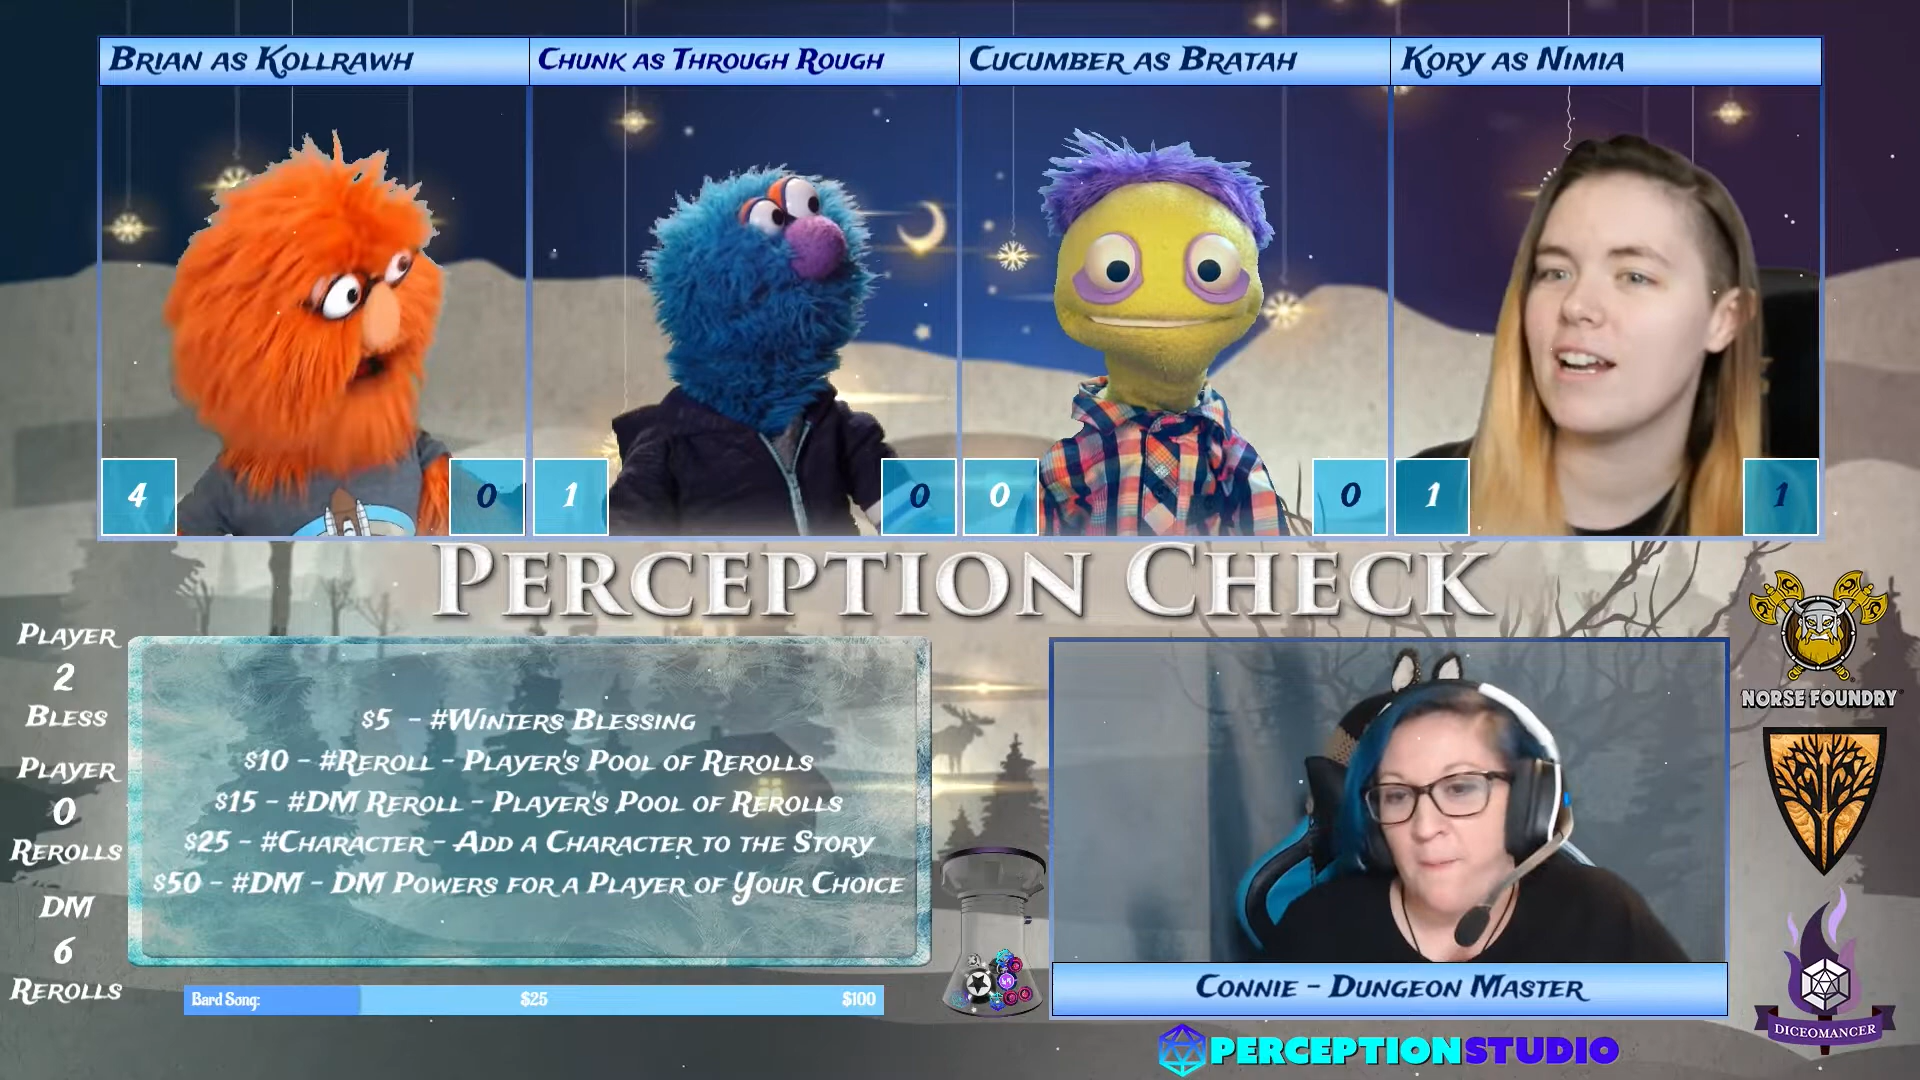 Brian as Kollrawh
Chunk as Through Rough
Cucumber as Bratah
Kory as Nimia
4
0
1
0
0
0
1
1
Perception Check
Player
2
Bless
Player
0
Rerolls
DM
6
Rerolls
$5 - #Winters Blessing
$10 - #Reroll - Player's Pool of Rerolls
$15 - #DM Reroll - Player's Pool of Rerolls
$25 - #Character - Add a Character to the Story
$50 - #DM - DM Powers for a Player of Your Choice
Bard Song:
$25
$100
Connie - Dungeon Master
NORSE FOUNDRY
DICEOMANCER
PERCEPTIONSTUDIO